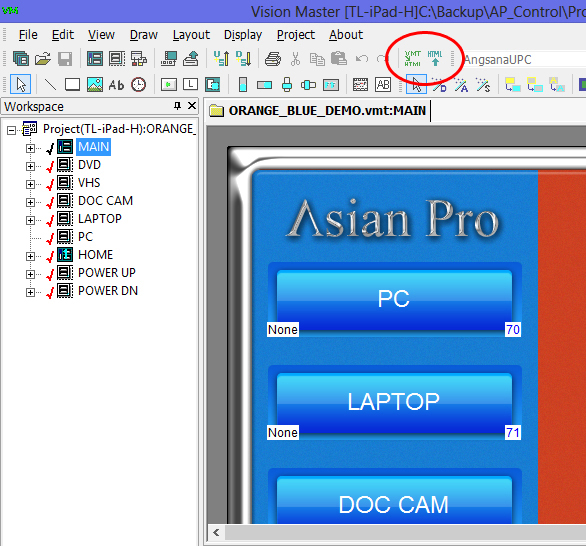 vmt
Vision Master [TL-iPad-H]C:\Backup\AP_Control\Pro
File Edit View Draw Layout Display Project About
VMT HTML
HTML
AngsanaUPC
Ab AB D A S
Workspace
ORANGE_BLUE_DEMO.vmt:MAIN
Project(TL-iPad-H):ORANGE_
MAIN
DVD
VHS
DOC CAM
LAPTOP
PC
HOME
POWER UP
POWER DN
Asian Pro
PC
None 70
LAPTOP
None 71
DOC CAM